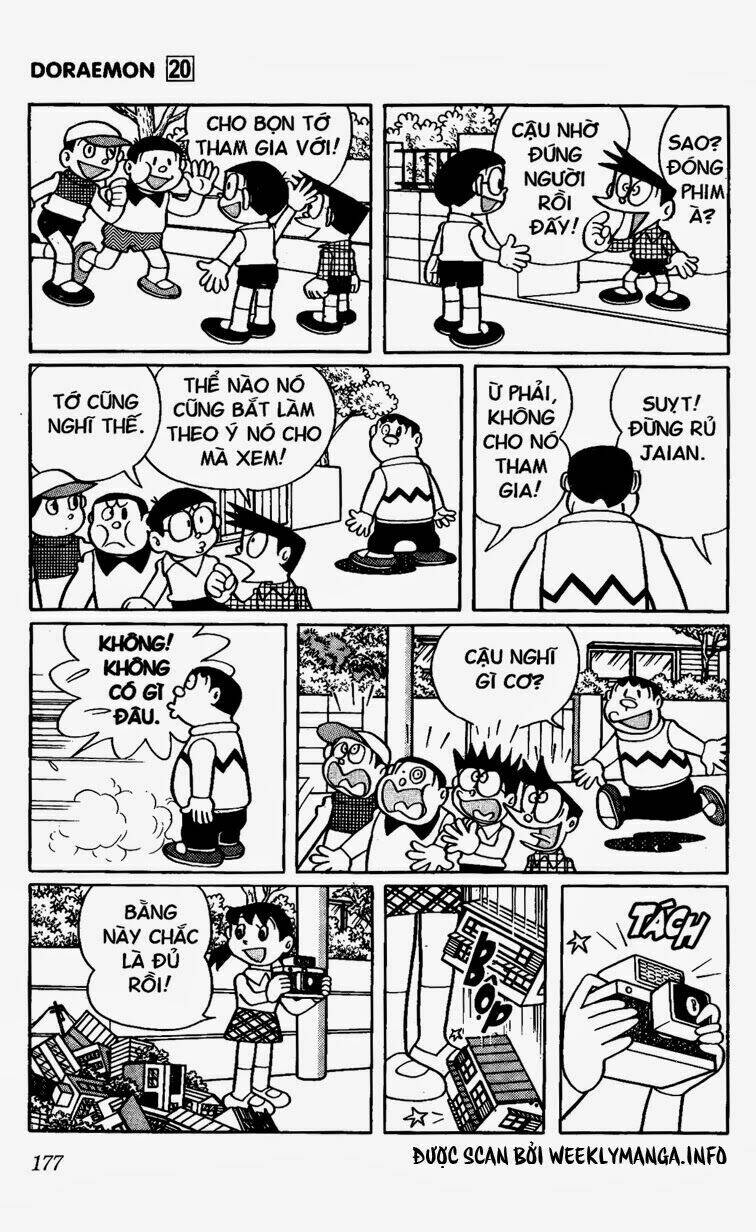 DORAEMON 20
SAO?
ĐÓNG
PHIM
À?
CẬU NHỜ
ĐÚNG
NGƯỜI
RỒI
ĐẤY!
CHO BỌN TỚ
THAM GIA VỚI!
SUỴT!
ĐỪNG RỦ
JAIAN.
Ừ PHẢI,
KHÔNG
CHO NÓ
THAM
GIA!
THỂ NÀO NÓ
CŨNG BẮT LÀM
THEO Ý NÓ CHO
MÀ XEM!
TỚ CŨNG
NGHĨ THẾ.
CẬU NGHĨ
GÌ CƠ?
KHÔNG!
KHÔNG
CÓ GÌ
ĐÂU.
TÁCH
BỘP
BẰNG
NÀY CHẮC
LÀ ĐỦ
RỒI!
177
ĐƯỢC SCAN BỞI WEEKLYMANGA.INFO